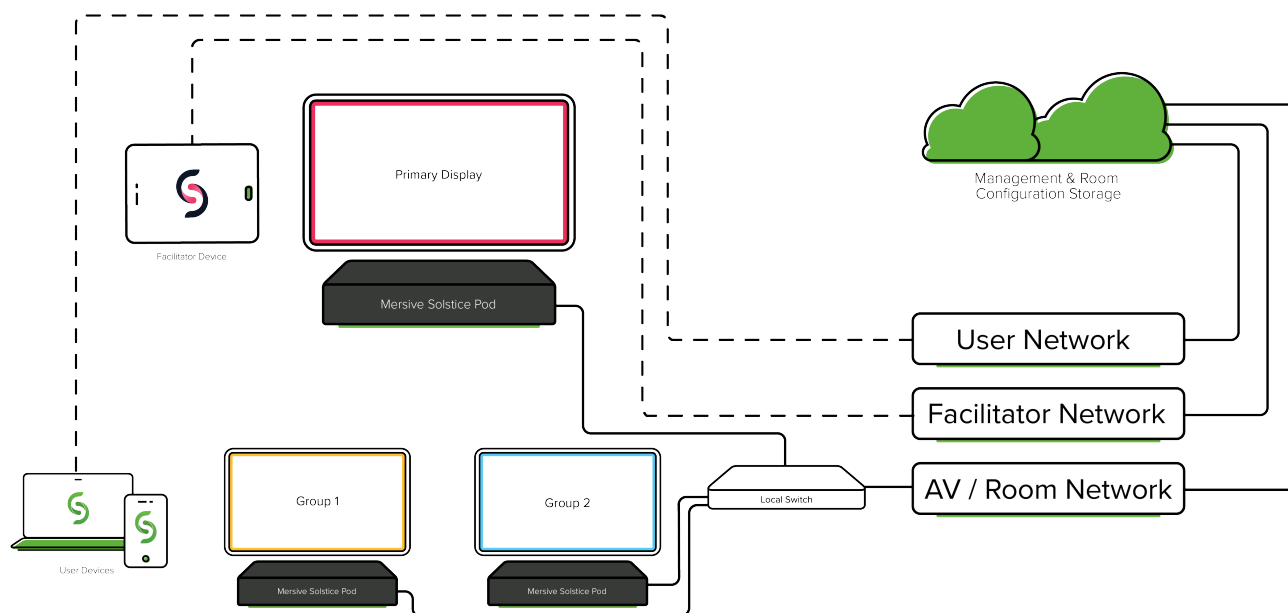 Primary Display
Management & Room
Configuration Storage
Facilitator Device
Mersive Solstice Pod
User Network
Facilitator Network
AV / Room Network
Local Switch
Group 1
Group 2
User Devices
Mersive Solstice Pod
Mersive Solstice Pod